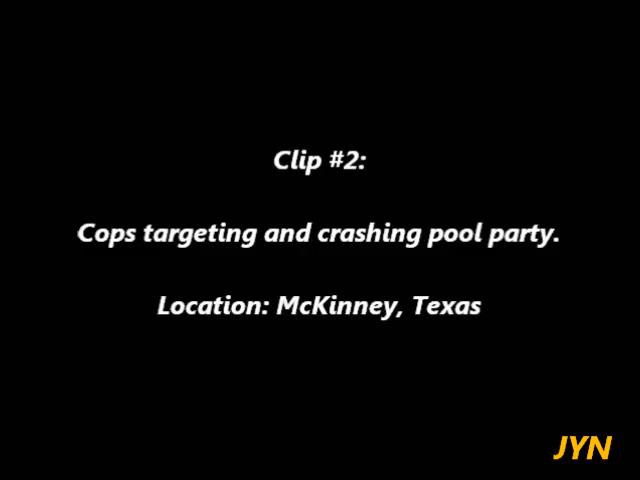 Clip #2:
Cops targeting and crashing pool party.
Location: McKinney, Texas
JYN